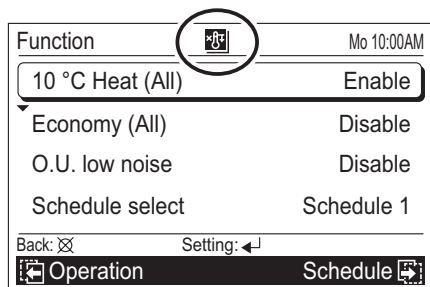 Function Mo 10:00AM
10 °C Heat (All) Enable
Economy (All) Disable
O.U. low noise Disable
Schedule select Schedule 1
Back: Setting:
Operation Schedule